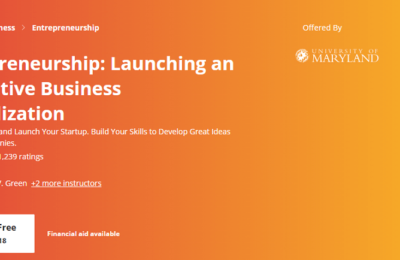 ness > Entrepreneurship
Offered By
UNIVERSITY OF
MARYLAND
reneurship: Launching an
tive Business
lization
and Launch Your Startup. Build Your Skills to Develop Great Ideas
nies.
1,239 ratings
. Green +2 more instructors
Free
18
Financial aid available